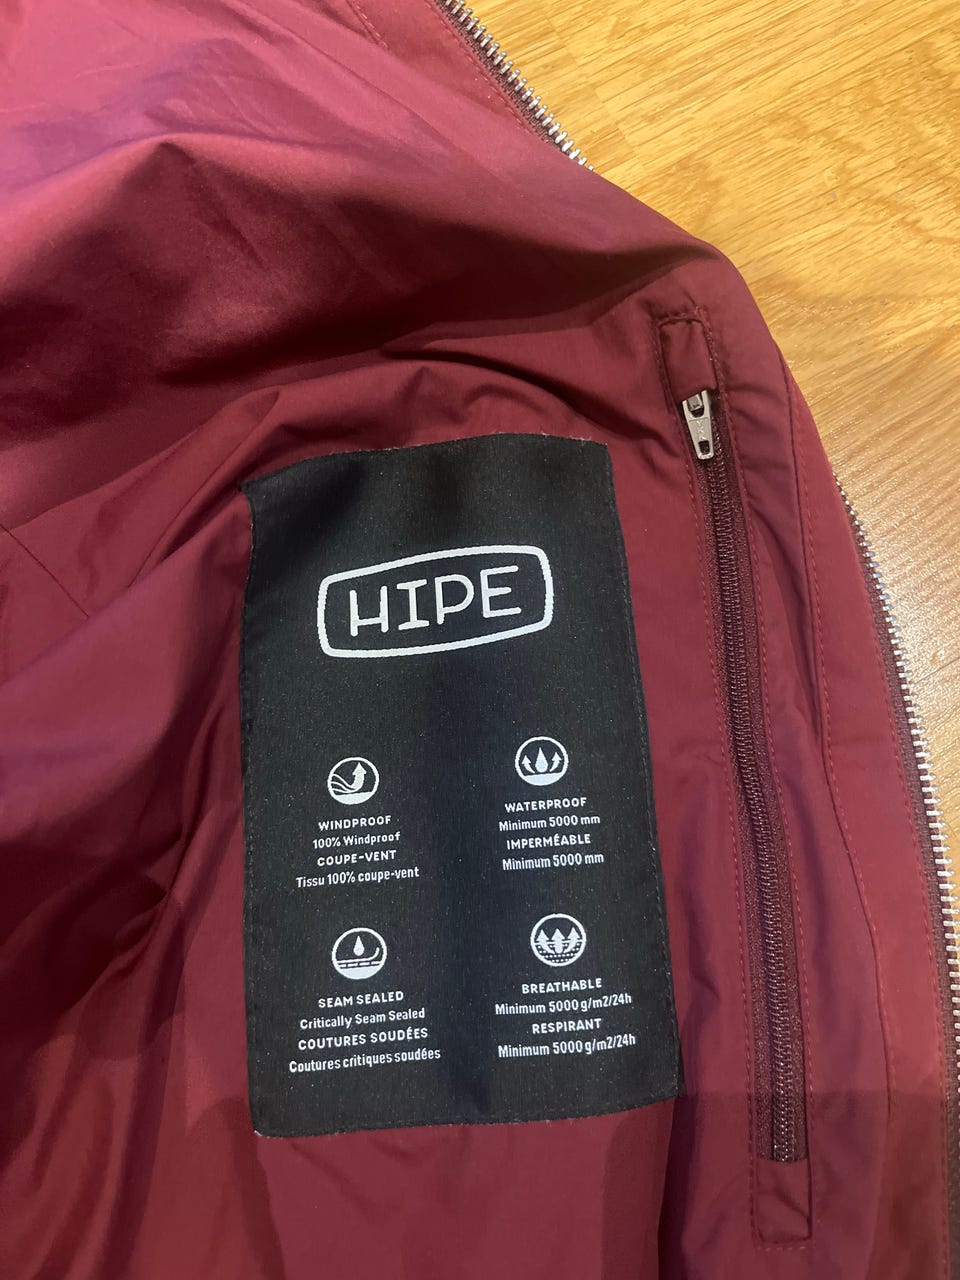 HIPE
WINDPROOF
100% Windproof
COUPE-VENT
Tissu 100% coupe-vent
WATERPROOF
Minimum 5000 mm
IMPERMÉABLE
Minimum 5000 mm
SEAM SEALED
Critically Seam Sealed
COUTURES SOUDÉES
Coutures critiques soudées
BREATHABLE
Minimum 5000 g/m2/24h
RESPIRANT
Minimum 5000 g/m2/24h